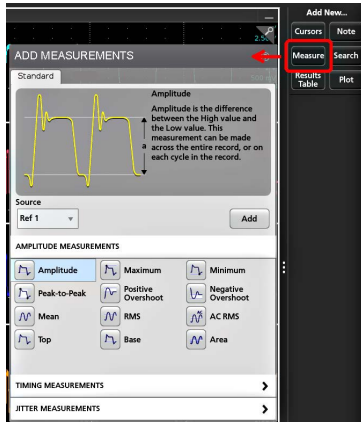 Add New...
Cursors
Note
Measure
Search
Results
Table
Plot
ADD MEASUREMENTS
Standard
Amplitude
Amplitude is the difference
between the High value and
the Low value. This
measurement can be made
across the entire record, or on
each cycle in the record.
a
Source
Ref 1
Add
AMPLITUDE MEASUREMENTS
Amplitude
Maximum
Minimum
Peak-to-Peak
Positive
Overshoot
Negative
Overshoot
Mean
RMS
AC RMS
Top
Base
Area
TIMING MEASUREMENTS
JITTER MEASUREMENTS